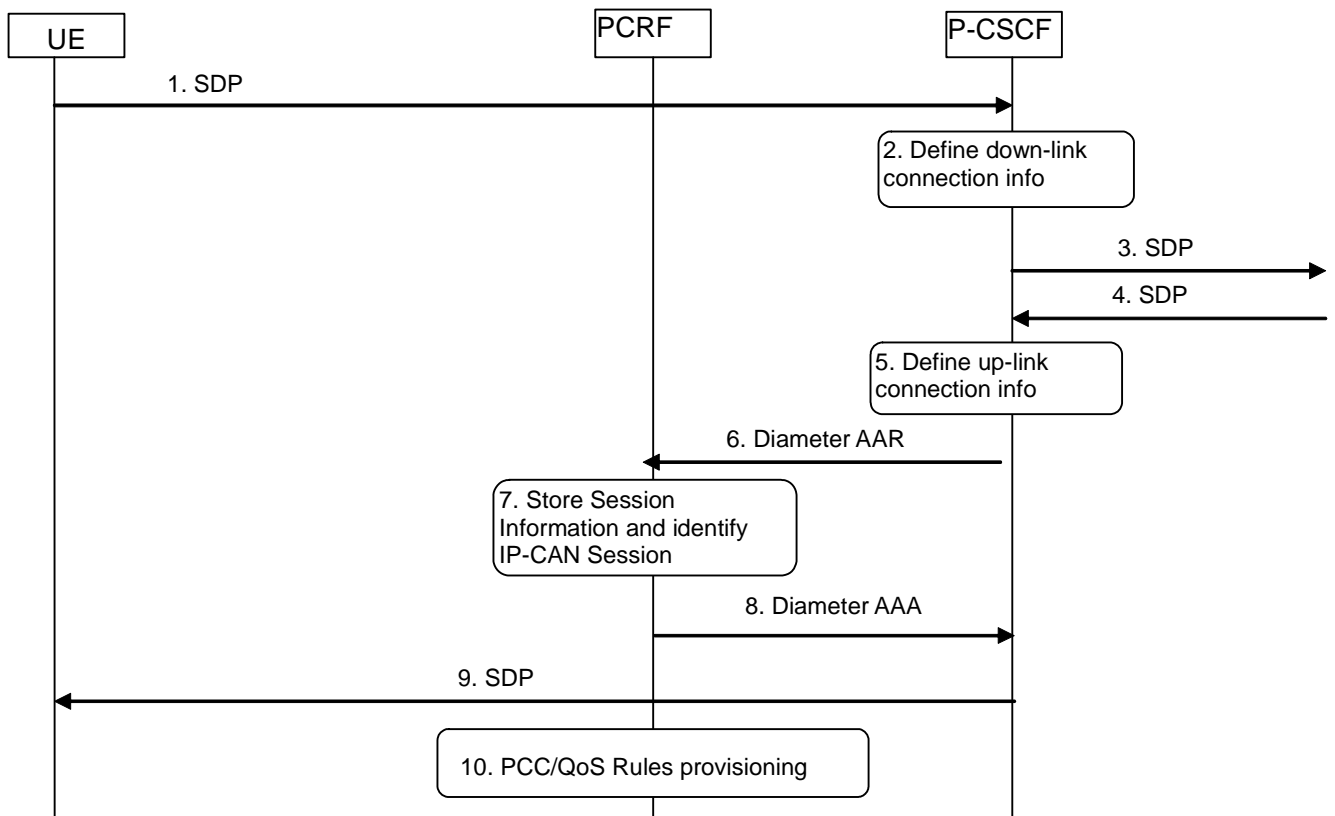 UE
PCRF
P-CSCF
1. SDP
2. Define down-link
connection info
3. SDP
4. SDP
5. Define up-link
connection info
6. Diameter AAR
7. Store Session
Information and identify
IP-CAN Session
8. Diameter AAA
9. SDP
10. PCC/QoS Rules provisioning